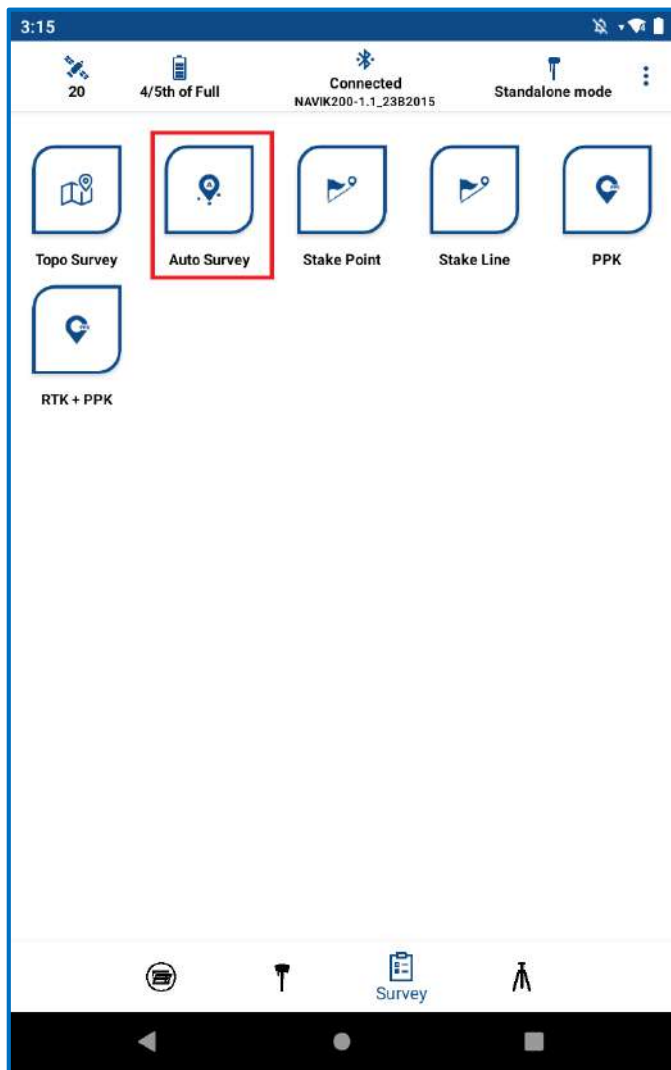 3:15
20
4/5th of Full
Connected
NAVIK200-1.1_23B2015
Standalone mode
Topo Survey
Auto Survey
Stake Point
Stake Line
PPK
RTK + PPK
Survey